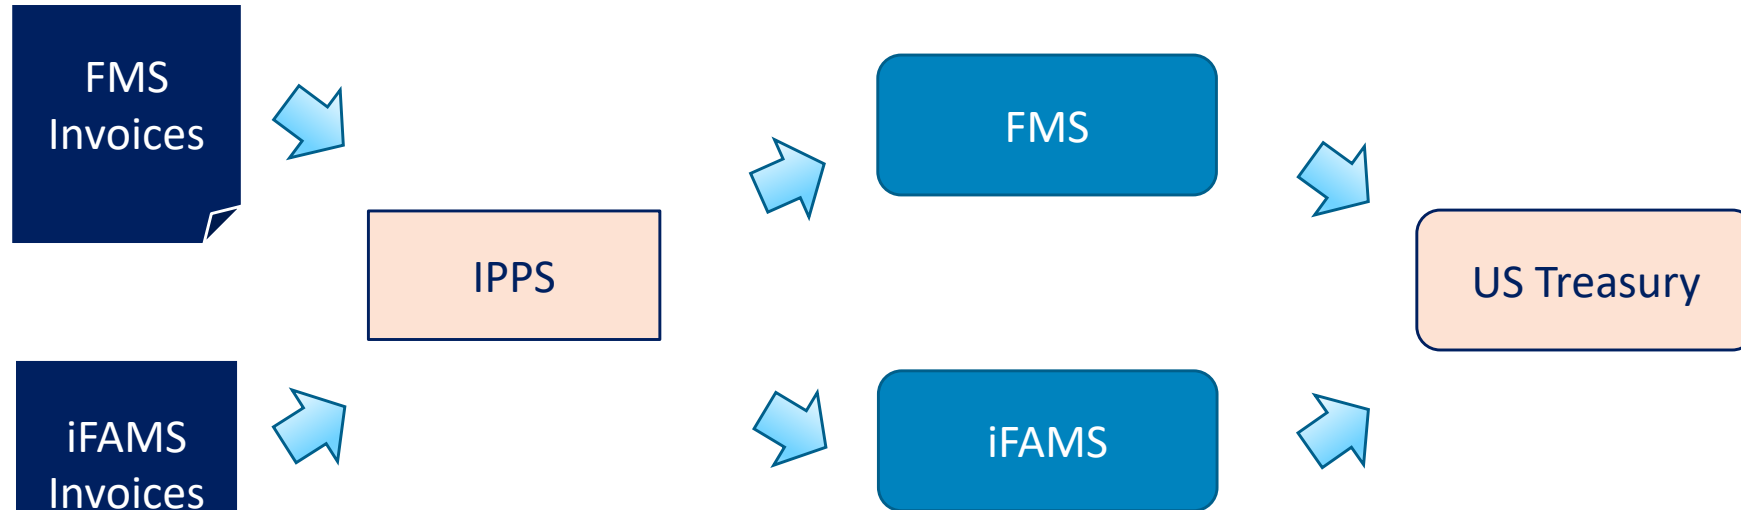 FMS
Invoices
FMS
IPPS
US Treasury
iFAMS
Invoices
iFAMS